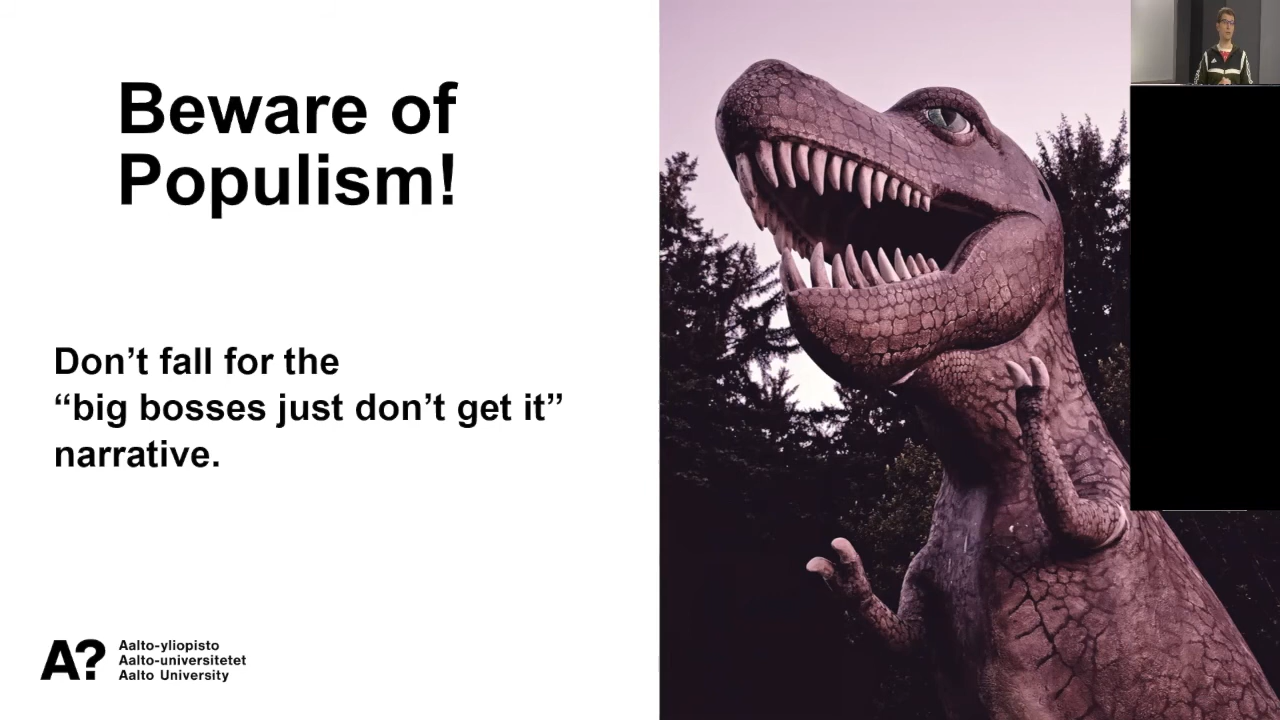 Beware of
Populism!
Don’t fall for the
“big bosses just don’t get it”
narrative.
A?
Aalto-yliopisto
Aalto-universitetet
Aalto University